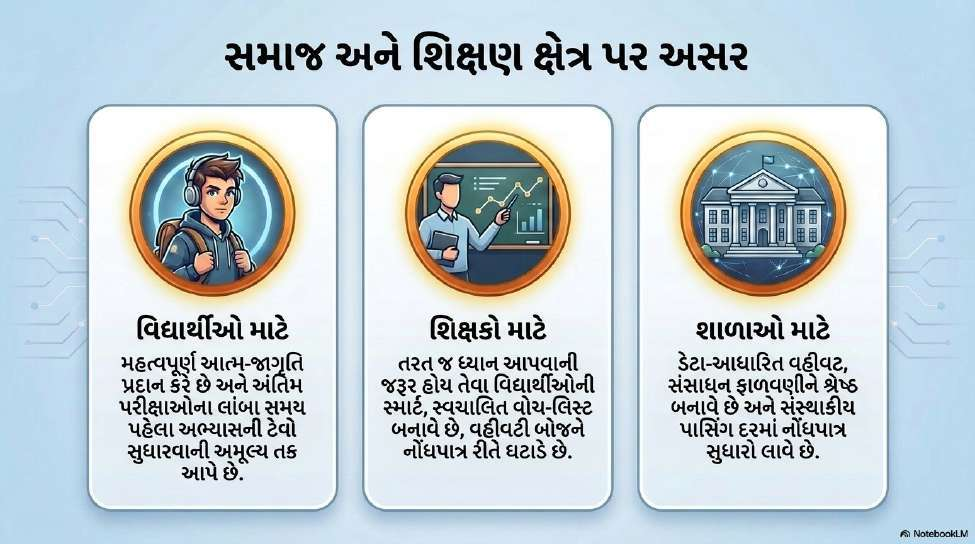 સમાજ અને શિક્ષણ ક્ષેત્ર પર અસર
વિદ્યાર્થીઓ માટે
મહત્વપૂર્ણ આત્મ-જાગૃતિ
પ્રદાન કરે છે અને અંતિમ
પરીક્ષાઓના લાંબા સમય
પહેલા અભ્યાસની ટેવો
સુધારવાની અમૂલ્ય તક
આપે છે.
શિક્ષકો માટે
તરત જ ધ્યાન આપવાની
જરૂર હોય તેવા વિદ્યાર્થીઓની
સ્માર્ટ, સ્વચાલિત વોચ-લિસ્ટ
બનાવે છે, વહીવટી બોજને
નોંધપાત્ર રીતે ઘટાડે છે.
શાળાઓ માટે
ડેટા-આધારિત વહીવટ,
સંસાધન ફાળવણીને શ્રેષ્ઠ
બનાવે છે અને સંસ્થાકીય
પાસિંગ દરમાં નોંધપાત્ર
સુધારો લાવે છે.
NotebookLM